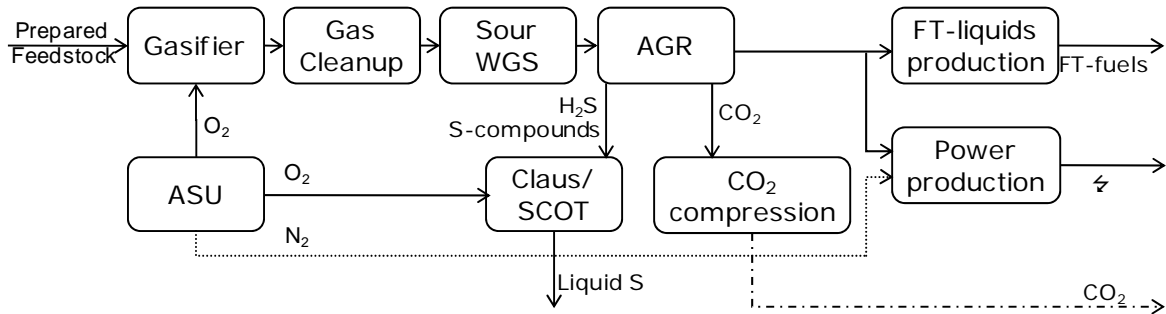 Prepared
Feedstock
Gasifier
Gas
Cleanup
Sour
WGS
AGR
FT-liquids
production
FT-fuels
O₂
H₂S
S-compounds
CO₂
ASU
O₂
Claus/
SCOT
CO₂
compression
Power
production
N₂
Liquid S
CO₂